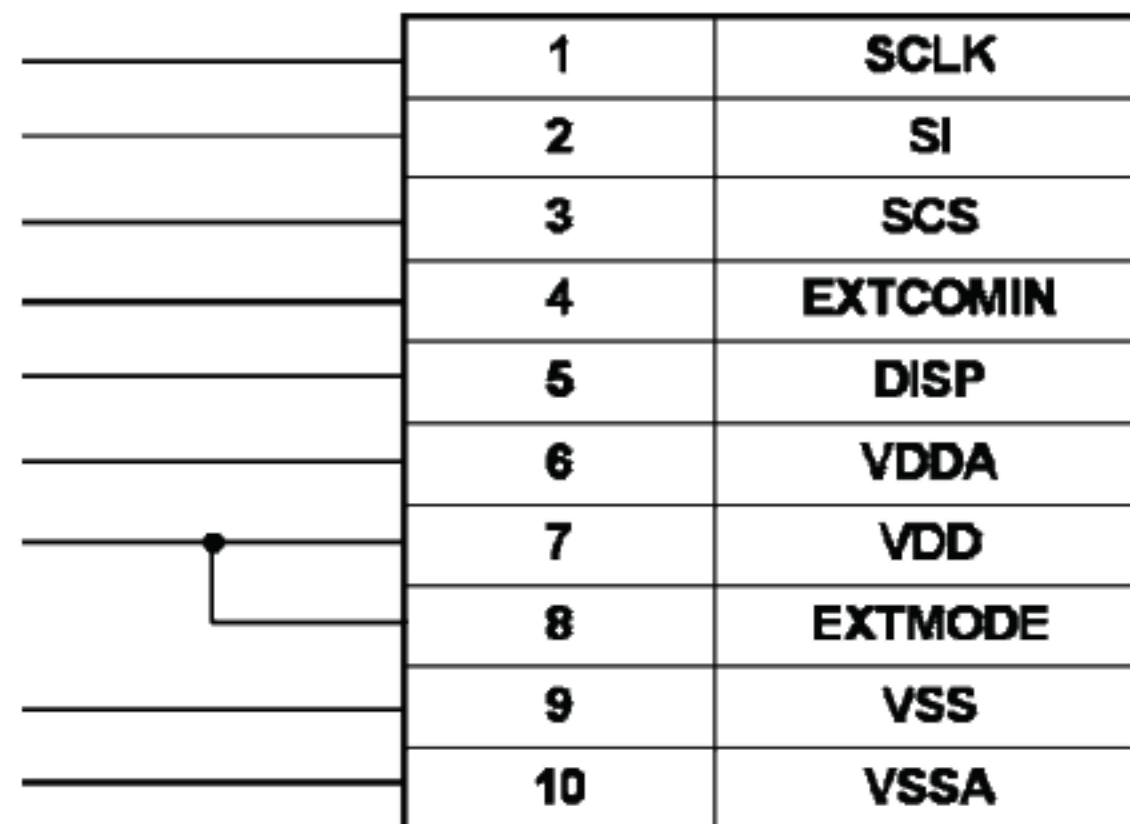 1 SCLK
2 SI
3 SCS
4 EXTCOMIN
5 DISP
6 VDDA
7 VDD
8 EXTMODE
9 VSS
10 VSSA